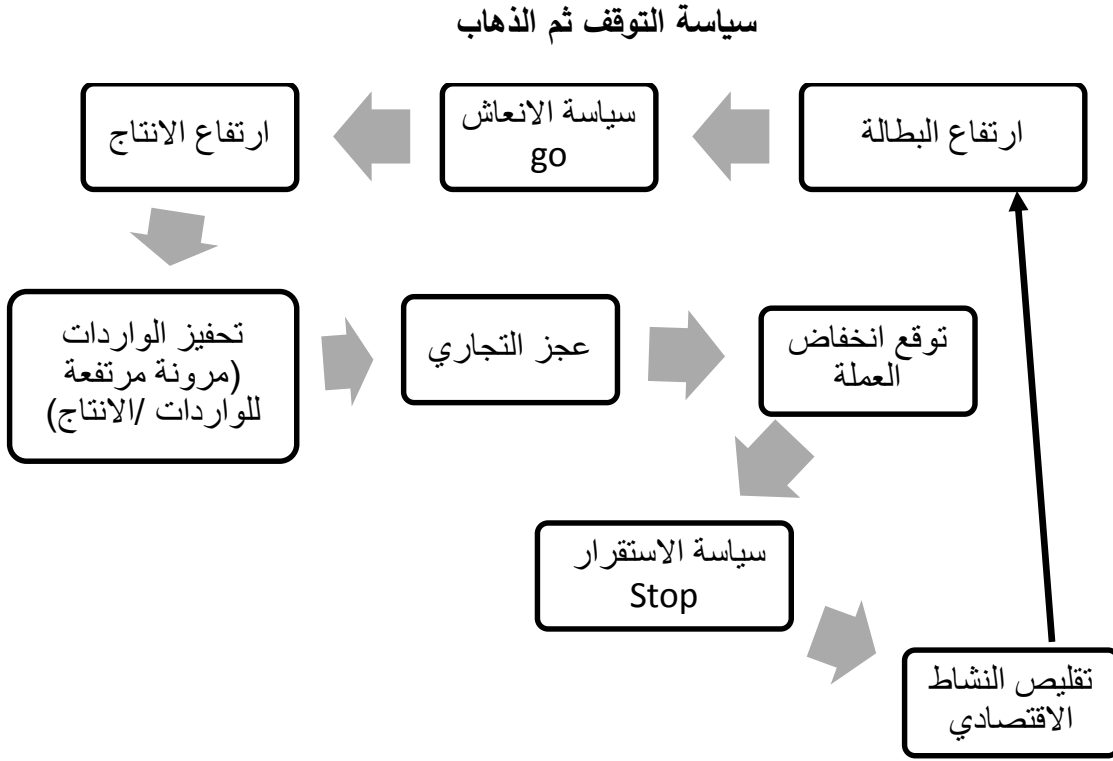 سياسة التوقف ثم الذهاب
ارتفاع البطالة
سياسة الانعاش
go
ارتفاع الانتاج
تحفيز الواردات
(مرونة مرتفعة
للواردات /الانتاج)
عجز التجاري
توقع انخفاض
العملة
سياسة الاستقرار
Stop
تقليص النشاط
الاقتصادي